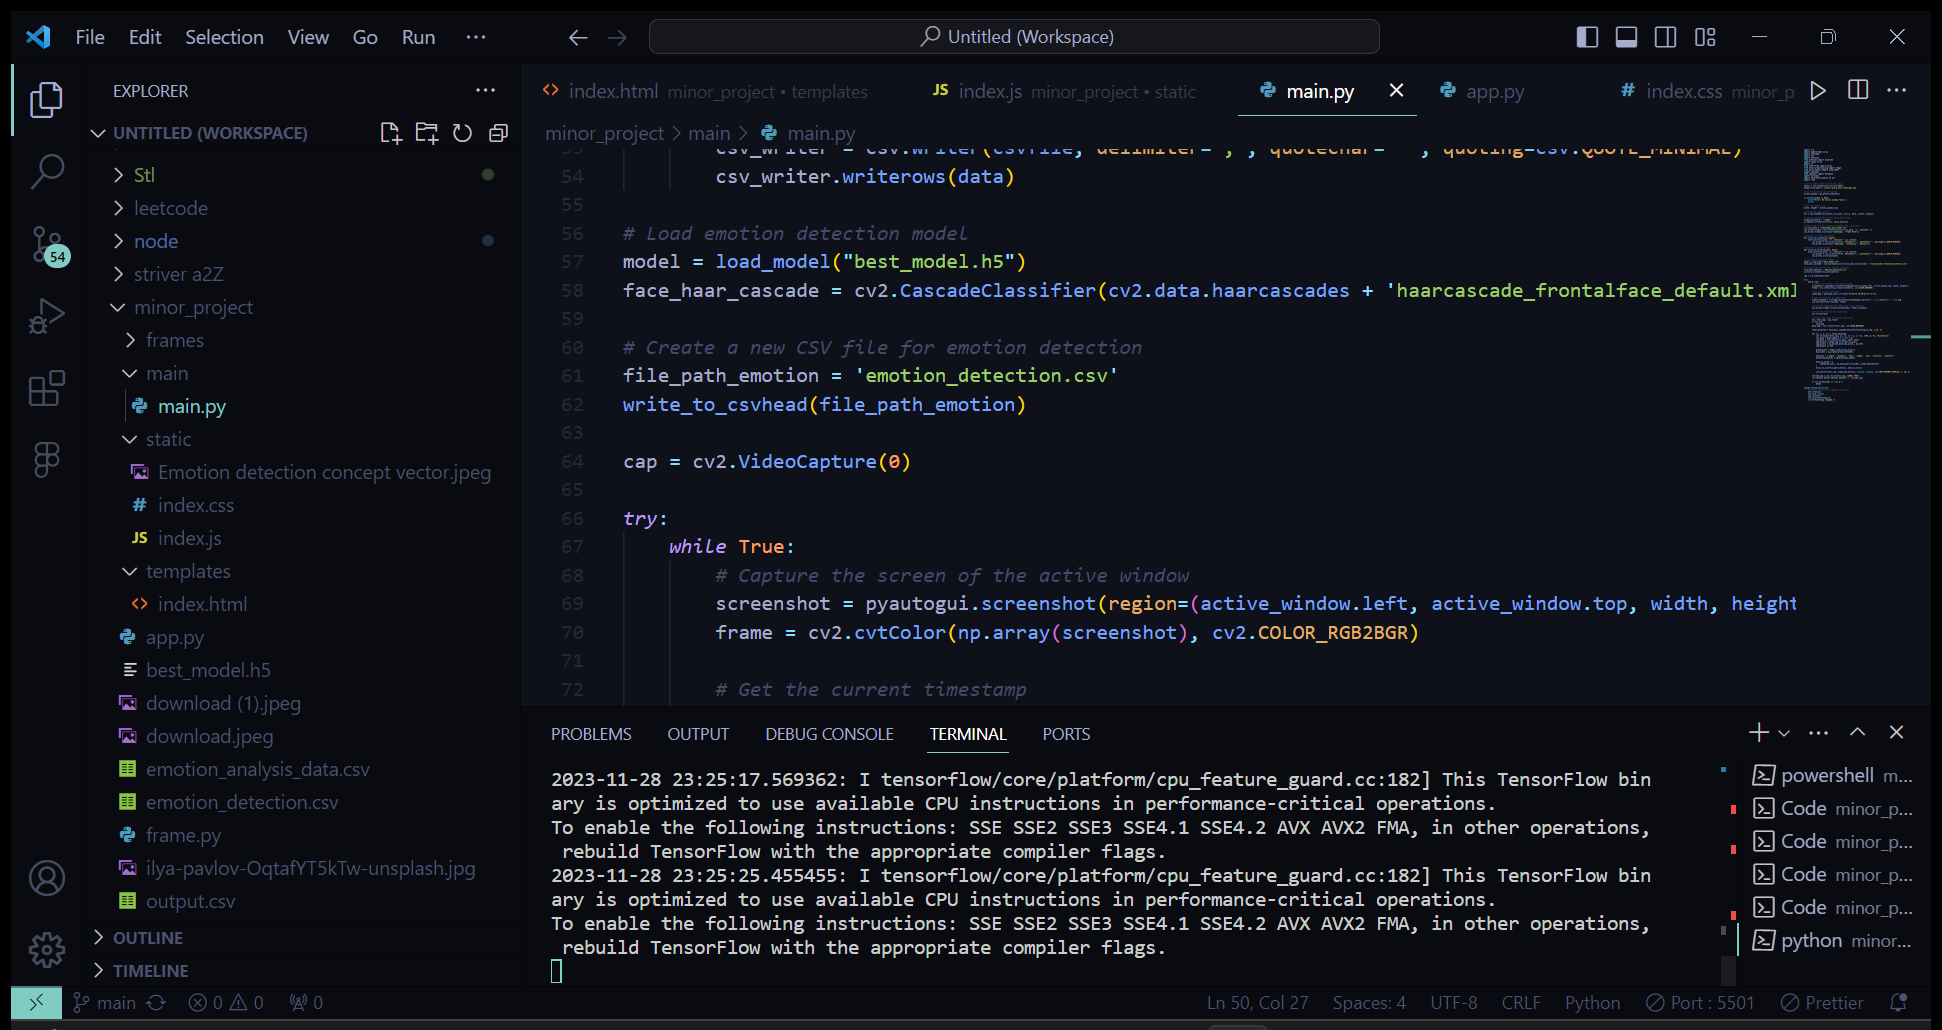 File Edit Selection View Go Run ···
Untitled (Workspace)
EXPLORER
UNTITLED (WORKSPACE)
Stl
leetcode
node
striver a2Z
minor_project
frames
main
main.py
static
Emotion detection concept vector.jpeg
# index.css
JS index.js
templates
<> index.html
app.py
best_model.h5
download (1).jpeg
download.jpeg
emotion_analysis_data.csv
emotion_detection.csv
frame.py
ilya-pavlov-OqtafYT5kTw-unsplash.jpg
output.csv
OUTLINE
TIMELINE
54
<> index.html minor_project • templates
JS index.js minor_project • static
main.py
app.py
# index.css minor_p
minor_project > main > main.py
53 csv_writer = csv.writer(csvfile, delimiter=',', quotechar= , quoting=csv.QUOTE_MINIMAL)
54 csv_writer.writerows(data)
55
56 # Load emotion detection model
57 model = load_model("best_model.h5")
58 face_haar_cascade = cv2.CascadeClassifier(cv2.data.haarcascades + 'haarcascade_frontalface_default.xml
59
60 # Create a new CSV file for emotion detection
61 file_path_emotion = 'emotion_detection.csv'
62 write_to_csvhead(file_path_emotion)
63
64 cap = cv2.VideoCapture(0)
65
66 try:
67 while True:
68 # Capture the screen of the active window
69 screenshot = pyautogui.screenshot(region=(active_window.left, active_window.top, width, height
70 frame = cv2.cvtColor(np.array(screenshot), cv2.COLOR_RGB2BGR)
71
72 # Get the current timestamp
PROBLEMS OUTPUT DEBUG CONSOLE TERMINAL PORTS
2023-11-28 23:25:17.569362: I tensorflow/core/platform/cpu_feature_guard.cc:182] This TensorFlow bin
ary is optimized to use available CPU instructions in performance-critical operations.
To enable the following instructions: SSE SSE2 SSE3 SSE4.1 SSE4.2 AVX AVX2 FMA, in other operations,
rebuild TensorFlow with the appropriate compiler flags.
2023-11-28 23:25:25.455455: I tensorflow/core/platform/cpu_feature_guard.cc:182] This TensorFlow bin
ary is optimized to use available CPU instructions in performance-critical operations.
To enable the following instructions: SSE SSE2 SSE3 SSE4.1 SSE4.2 AVX AVX2 FMA, in other operations,
rebuild TensorFlow with the appropriate compiler flags.
powershell m...
Code minor_p...
Code minor_p...
Code minor_p...
Code minor_p...
python minor...
main 0 0 0
Ln 50, Col 27 Spaces: 4 UTF-8 CRLF Python Port : 5501 Prettier